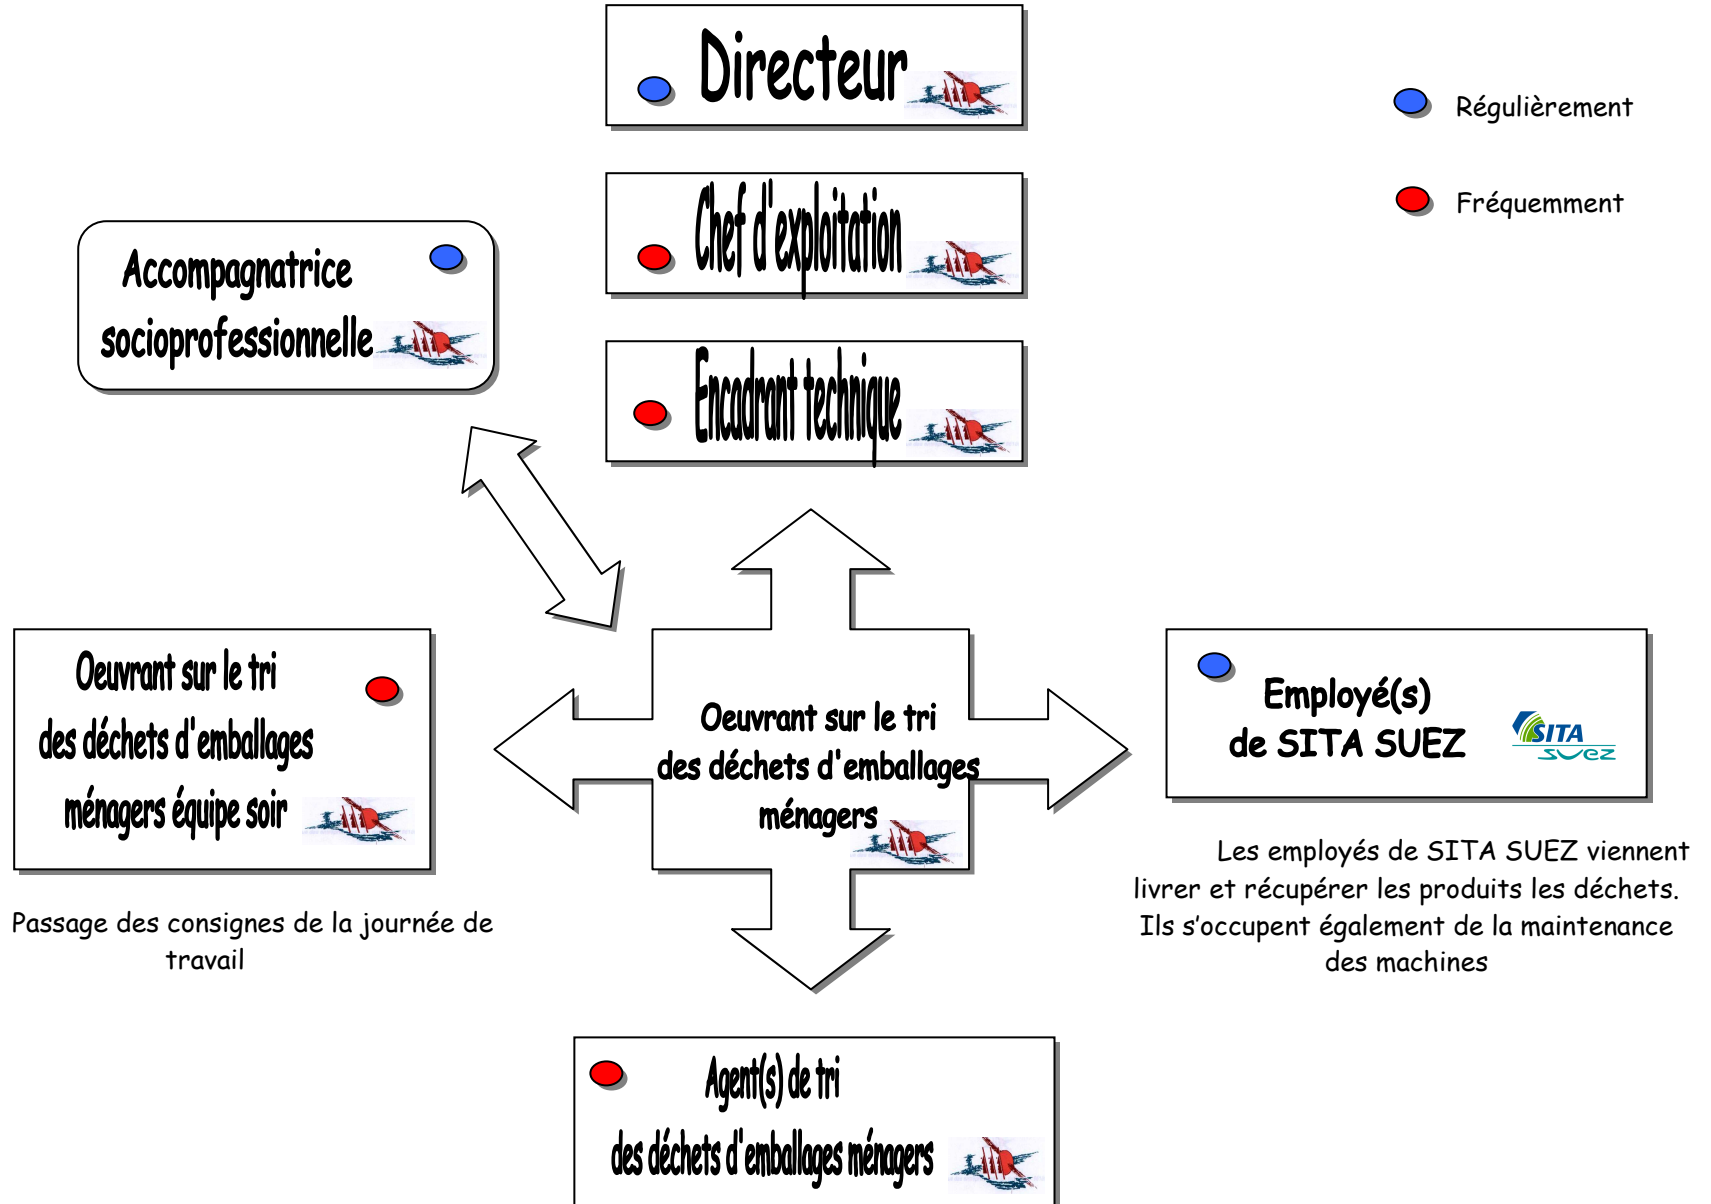 Directeur
Régulièrement
Chef d'exploitation
Fréquemment
Accompagnatrice
socioprofessionnelle
Encadrant technique
Oeuvrant sur le tri
des déchets d'emballages
ménagers équipe soir
Passage des consignes de la journée de
travail
Oeuvrant sur le tri
des déchets d'emballages
ménagers
Employé(s)
de SITA SUEZ
SITA
suez
Les employés de SITA SUEZ viennent
livrer et récupérer les produits les déchets.
Ils s’occupent également de la maintenance
des machines
Agent(s) de tri
des déchets d'emballages ménagers